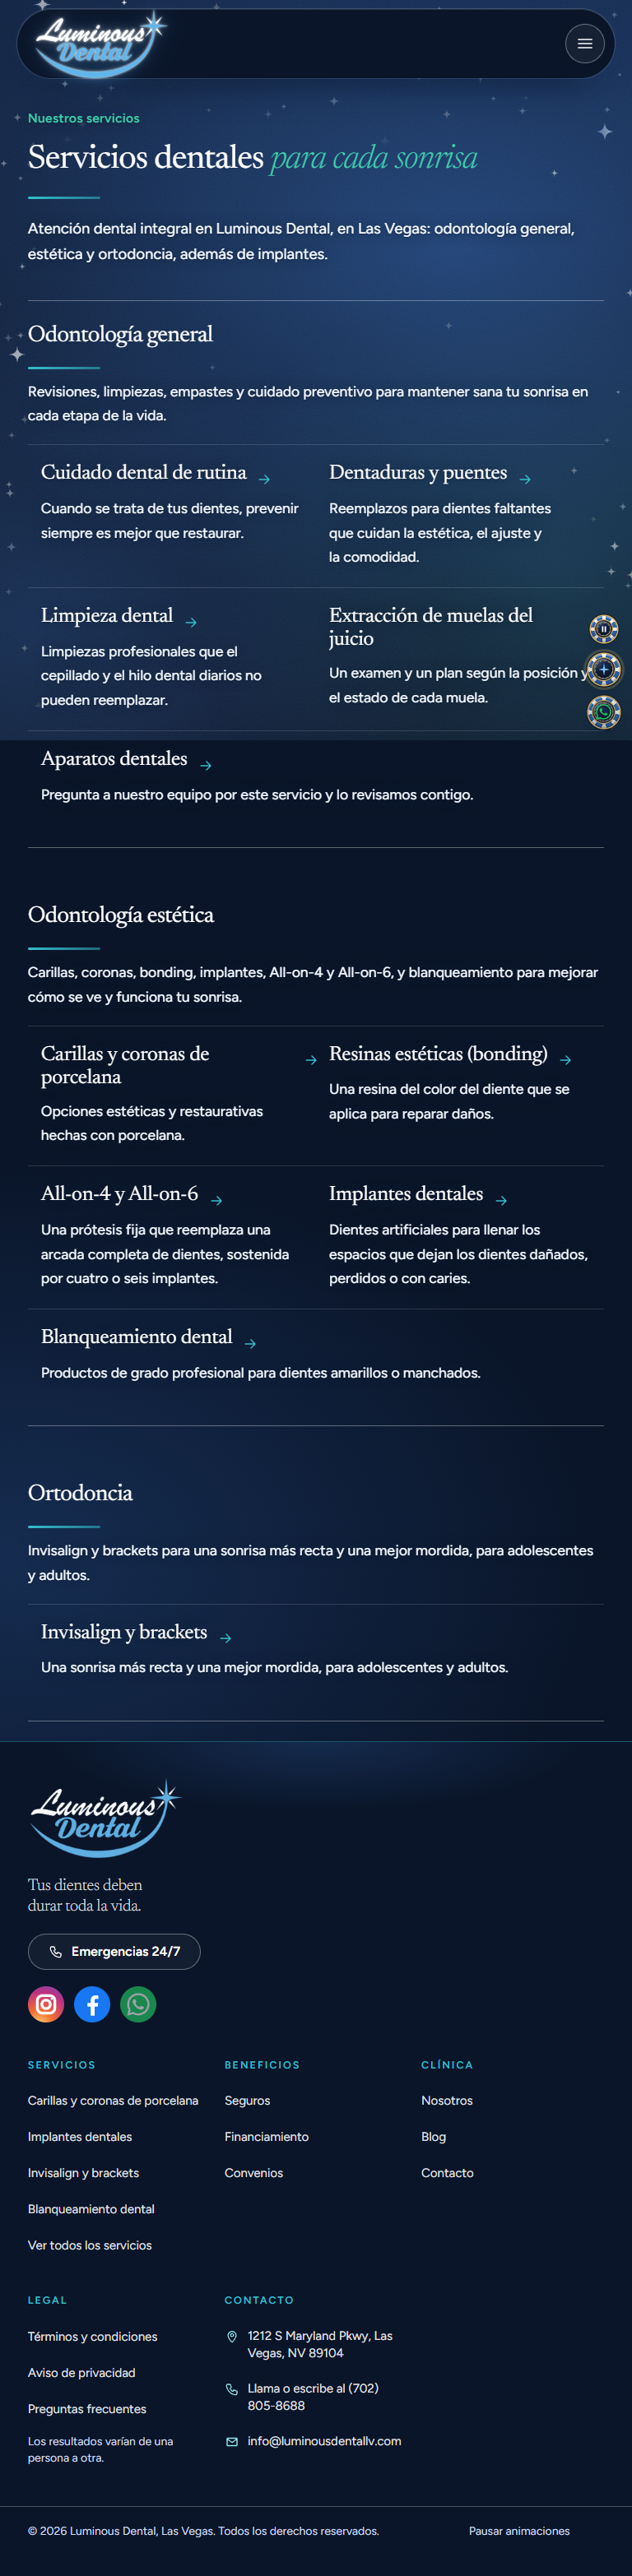 Luminous
Dental
Nuestros servicios
Servicios dentales para cada sonrisa
Atención dental integral en Luminous Dental, en Las Vegas: odontología general,
estética y ortodoncia, además de implantes.
Odontología general
Revisiones, limpiezas, empastes y cuidado preventivo para mantener sana tu sonrisa en
cada etapa de la vida.
Cuidado dental de rutina →
Cuando se trata de tus dientes, prevenir
siempre es mejor que restaurar.
Dentaduras y puentes →
Reemplazos para dientes faltantes
que cuidan la estética, el ajuste y
la comodidad.
Limpieza dental →
Limpiezas profesionales que el
cepillado y el hilo dental diarios no
pueden reemplazar.
Extracción de muelas del
juicio
Un examen y un plan según la posición y
el estado de cada muela.
Aparatos dentales →
Pregunta a nuestro equipo por este servicio y lo revisamos contigo.
Odontología estética
Carillas, coronas, bonding, implantes, All-on-4 y All-on-6, y blanqueamiento para mejorar
cómo se ve y funciona tu sonrisa.
Carillas y coronas de →
porcelana
Opciones estéticas y restaurativas
hechas con porcelana.
Resinas estéticas (bonding) →
Una resina del color del diente que se
aplica para reparar daños.
All-on-4 y All-on-6 →
Una prótesis fija que reemplaza una
arcada completa de dientes, sostenida
por cuatro o seis implantes.
Implantes dentales →
Dientes artificiales para llenar los
espacios que dejan los dientes dañados,
perdidos o con caries.
Blanqueamiento dental →
Productos de grado profesional para dientes amarillos o manchados.
Ortodoncia
Invisalign y brackets para una sonrisa más recta y una mejor mordida, para adolescentes
y adultos.
Invisalign y brackets →
Una sonrisa más recta y una mejor mordida, para adolescentes y adultos.
Luminous
Dental
Tus dientes deben
durar toda la vida.
Emergencias 24/7
SERVICIOS
Carillas y coronas de porcelana
Implantes dentales
Invisalign y brackets
Blanqueamiento dental
Ver todos los servicios
BENEFICIOS
Seguros
Financiamiento
Convenios
CLÍNICA
Nosotros
Blog
Contacto
LEGAL
Términos y condiciones
Aviso de privacidad
Preguntas frecuentes
Los resultados varían de una
persona a otra.
CONTACTO
1212 S Maryland Pkwy, Las
Vegas, NV 89104
Llama o escribe al (702)
805-8688
info@luminousdentallv.com
© 2026 Luminous Dental, Las Vegas. Todos los derechos reservados.
Pausar animaciones